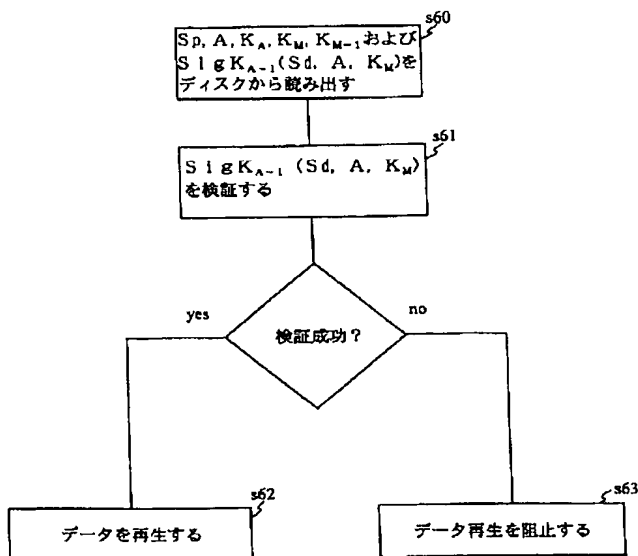 s60
Sp, A, K_A, K_M, K_M-1および
SigK_A-1(Sd, A, K_M)を
ディスクから読み出す
s61
SigK_A-1 (Sd, A, K_M)
を検証する
yes
no
検証成功?
s62
s63
データを再生する
データ再生を阻止する